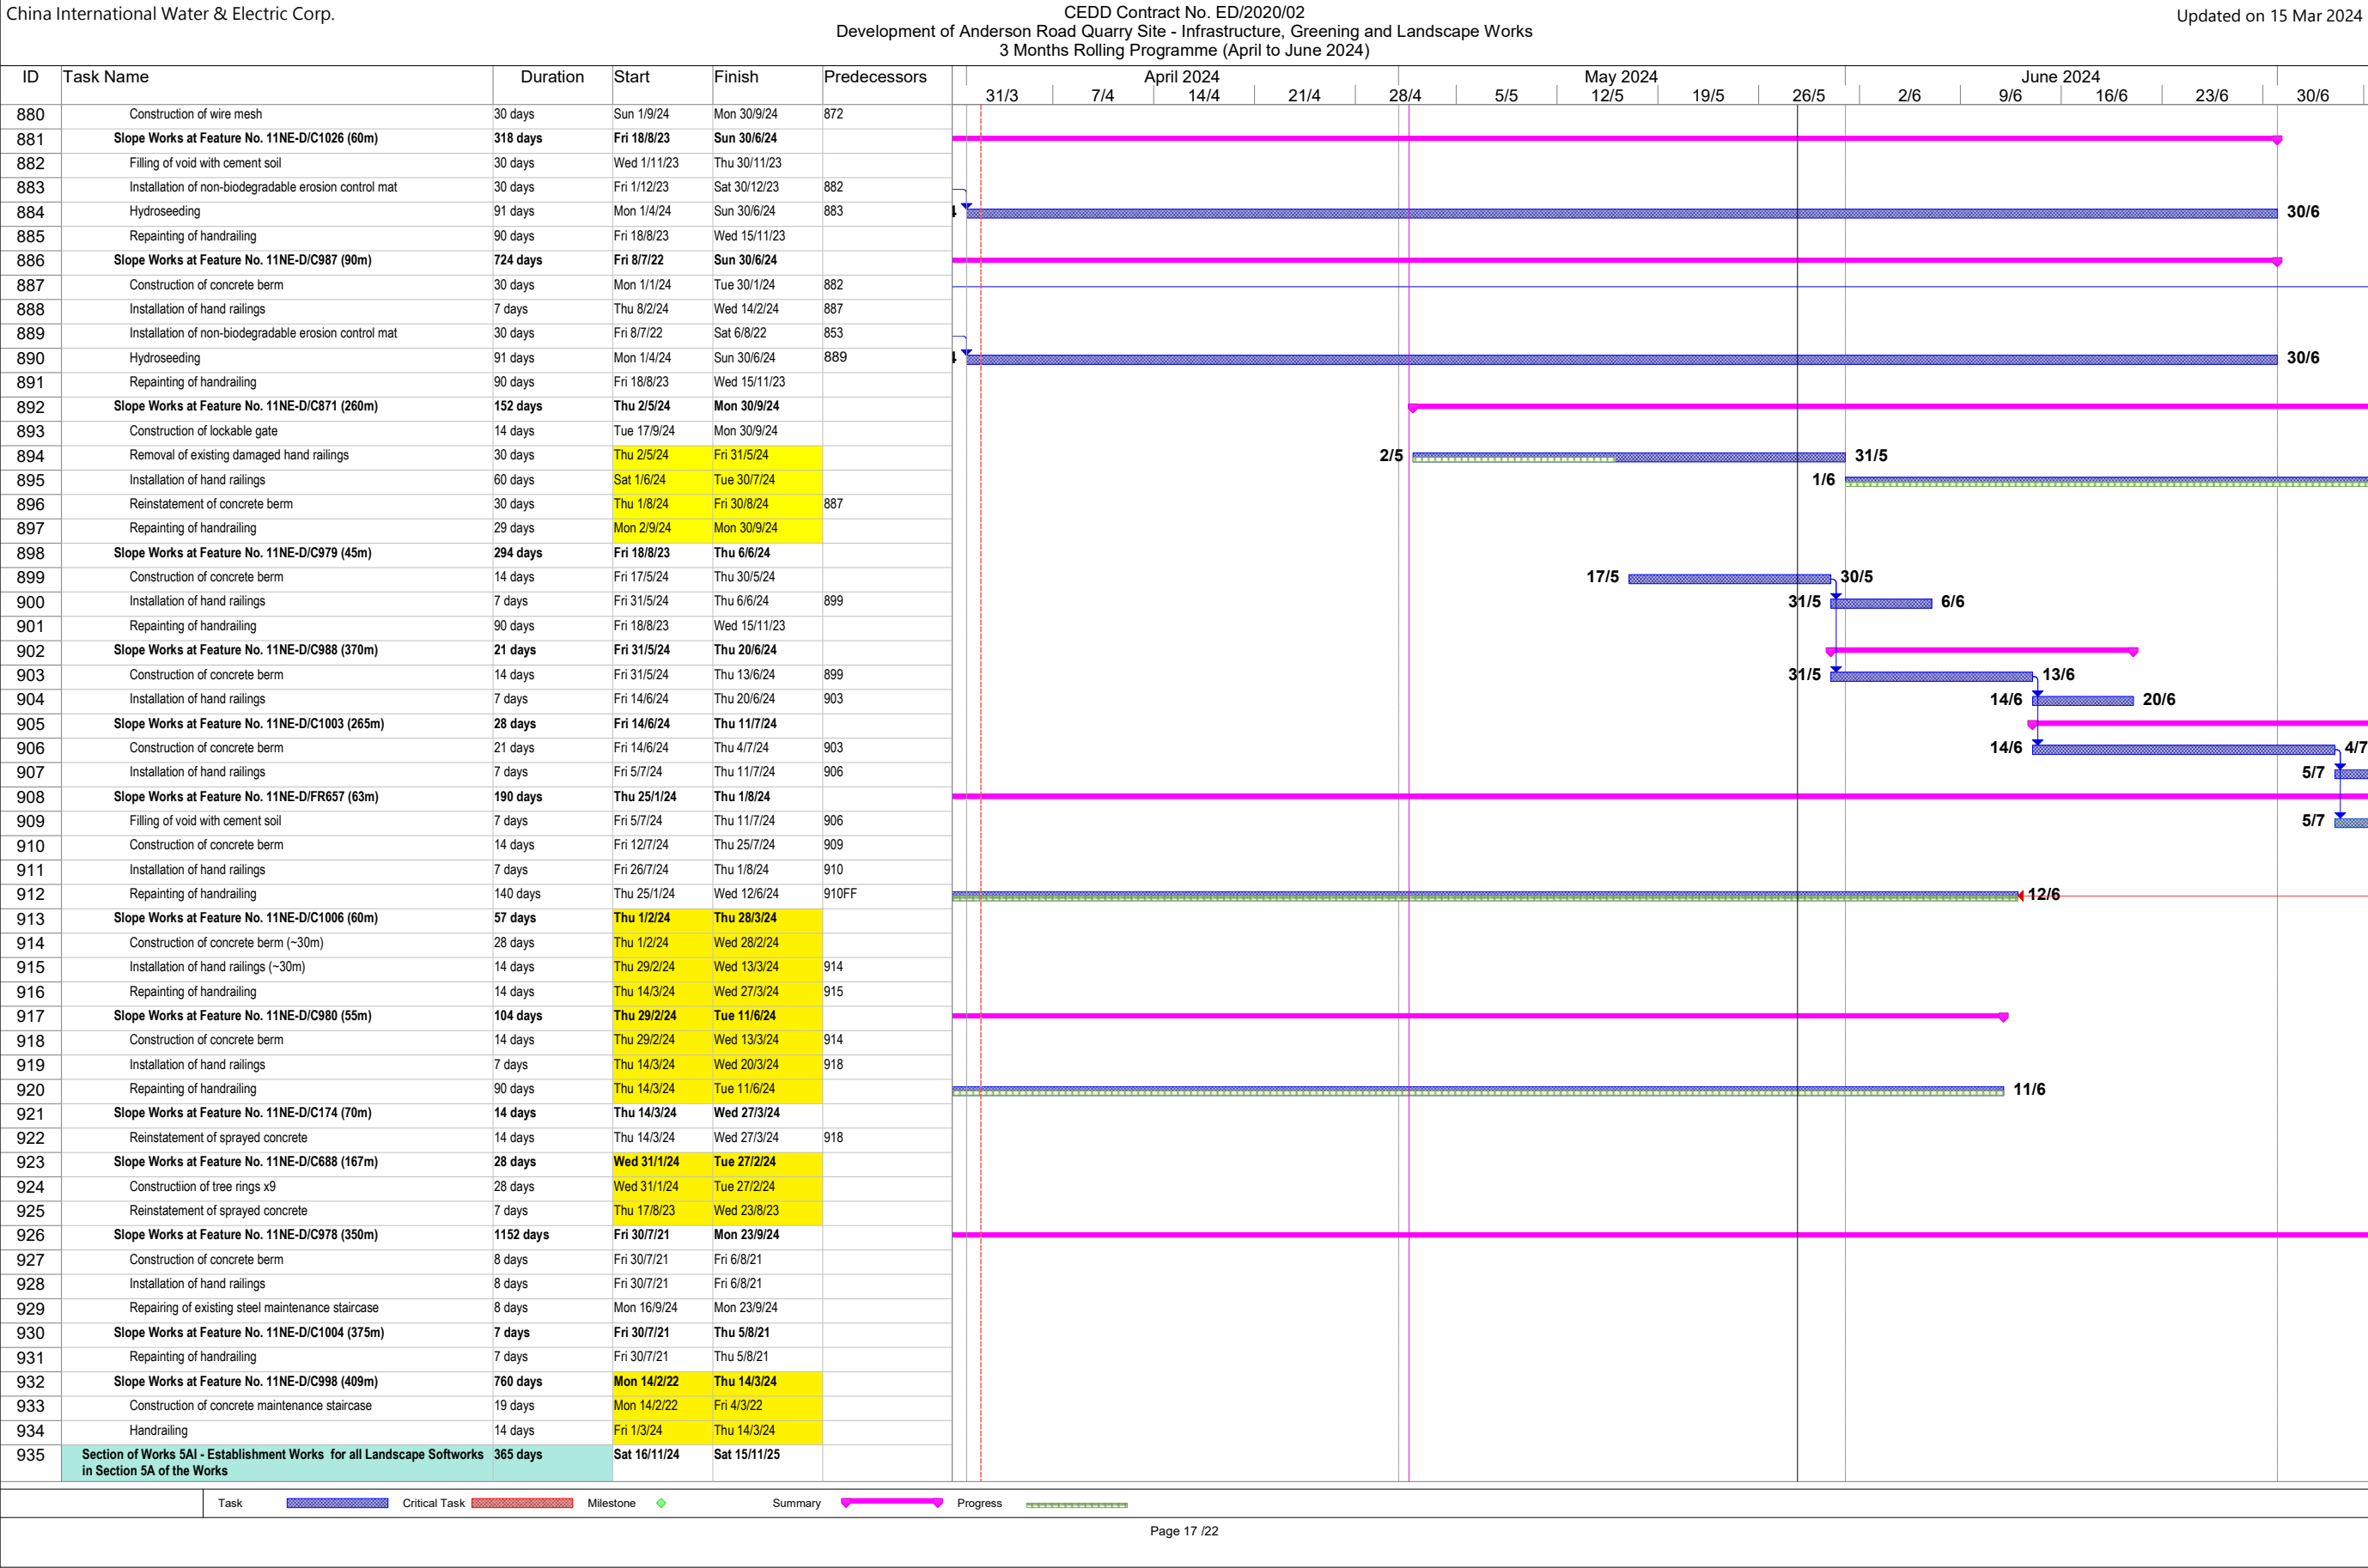 China International Water & Electric Corp.
CEDD Contract No. ED/2020/02
Development of Anderson Road Quarry Site - Infrastructure, Greening and Landscape Works
3 Months Rolling Programme (April to June 2024)
Updated on 15 Mar 2024
ID Task Name Duration Start Finish Predecessors April 2024 May 2024 June 2024
31/3 7/4 14/4 21/4 28/4 5/5 12/5 19/5 26/5 2/6 9/6 16/6 23/6 30/6
880 Construction of wire mesh 30 days Sun 1/9/24 Mon 30/9/24 872
881 Slope Works at Feature No. 11NE-D/C1026 (60m) 318 days Fri 18/8/23 Sun 30/6/24
882 Filling of void with cement soil 30 days Wed 1/11/23 Thu 30/11/23
883 Installation of non-biodegradable erosion control mat 30 days Fri 1/12/23 Sat 30/12/23 882
884 Hydroseeding 91 days Mon 1/4/24 Sun 30/6/24 883 30/6
885 Repainting of handrailing 90 days Fri 18/8/23 Wed 15/11/23
886 Slope Works at Feature No. 11NE-D/C987 (90m) 724 days Fri 8/7/22 Sun 30/6/24
887 Construction of concrete berm 30 days Mon 1/1/24 Tue 30/1/24 882
888 Installation of hand railings 7 days Thu 8/2/24 Wed 14/2/24 887
889 Installation of non-biodegradable erosion control mat 30 days Fri 8/7/22 Sat 6/8/22 853
890 Hydroseeding 91 days Mon 1/4/24 Sun 30/6/24 889 30/6
891 Repainting of handrailing 90 days Fri 18/8/23 Wed 15/11/23
892 Slope Works at Feature No. 11NE-D/C871 (260m) 152 days Thu 2/5/24 Mon 30/9/24
893 Construction of lockable gate 14 days Tue 17/9/24 Mon 30/9/24
894 Removal of existing damaged hand railings 30 days Thu 2/5/24 Fri 31/5/24 2/5 31/5
895 Installation of hand railings 60 days Sat 1/6/24 Tue 30/7/24 1/6
896 Reinstatement of concrete berm 30 days Thu 1/8/24 Fri 30/8/24 887
897 Repainting of handrailing 29 days Mon 2/9/24 Mon 30/9/24
898 Slope Works at Feature No. 11NE-D/C979 (45m) 294 days Fri 18/8/23 Thu 6/6/24
899 Construction of concrete berm 14 days Fri 17/5/24 Thu 30/5/24 17/5 30/5
900 Installation of hand railings 7 days Fri 31/5/24 Thu 6/6/24 899 31/5 6/6
901 Repainting of handrailing 90 days Fri 18/8/23 Wed 15/11/23
902 Slope Works at Feature No. 11NE-D/C988 (370m) 21 days Fri 31/5/24 Thu 20/6/24
903 Construction of concrete berm 14 days Fri 31/5/24 Thu 13/6/24 899 31/5 13/6
904 Installation of hand railings 7 days Fri 14/6/24 Thu 20/6/24 903 14/6 20/6
905 Slope Works at Feature No. 11NE-D/C1003 (265m) 28 days Fri 14/6/24 Thu 11/7/24
906 Construction of concrete berm 21 days Fri 14/6/24 Thu 4/7/24 903 14/6 4/7
907 Installation of hand railings 7 days Fri 5/7/24 Thu 11/7/24 906 5/7
908 Slope Works at Feature No. 11NE-D/FR657 (63m) 190 days Thu 25/1/24 Thu 1/8/24
909 Filling of void with cement soil 7 days Fri 5/7/24 Thu 11/7/24 906 5/7
910 Construction of concrete berm 14 days Fri 12/7/24 Thu 25/7/24 909
911 Installation of hand railings 7 days Fri 26/7/24 Thu 1/8/24 910
912 Repainting of handrailing 140 days Thu 25/1/24 Wed 12/6/24 910FF 12/6
913 Slope Works at Feature No. 11NE-D/C1006 (60m) 57 days Thu 1/2/24 Thu 28/3/24
914 Construction of concrete berm (~30m) 28 days Thu 1/2/24 Wed 28/2/24
915 Installation of hand railings (~30m) 14 days Thu 29/2/24 Wed 13/3/24 914
916 Repainting of handrailing 14 days Thu 14/3/24 Wed 27/3/24 915
917 Slope Works at Feature No. 11NE-D/C980 (55m) 104 days Thu 29/2/24 Tue 11/6/24
918 Construction of concrete berm 14 days Thu 29/2/24 Wed 13/3/24 914
919 Installation of hand railings 7 days Thu 14/3/24 Wed 20/3/24 918
920 Repainting of handrailing 90 days Thu 14/3/24 Tue 11/6/24 11/6
921 Slope Works at Feature No. 11NE-D/C174 (70m) 14 days Thu 14/3/24 Wed 27/3/24
922 Reinstatement of sprayed concrete 14 days Thu 14/3/24 Wed 27/3/24 918
923 Slope Works at Feature No. 11NE-D/C688 (167m) 28 days Wed 31/1/24 Tue 27/2/24
924 Constructiion of tree rings x9 28 days Wed 31/1/24 Tue 27/2/24
925 Reinstatement of sprayed concrete 7 days Thu 17/8/23 Wed 23/8/23
926 Slope Works at Feature No. 11NE-D/C978 (350m) 1152 days Fri 30/7/21 Mon 23/9/24
927 Construction of concrete berm 8 days Fri 30/7/21 Fri 6/8/21
928 Installation of hand railings 8 days Fri 30/7/21 Fri 6/8/21
929 Repairing of existing steel maintenance staircase 8 days Mon 16/9/24 Mon 23/9/24
930 Slope Works at Feature No. 11NE-D/C1004 (375m) 7 days Fri 30/7/21 Thu 5/8/21
931 Repainting of handrailing 7 days Fri 30/7/21 Thu 5/8/21
932 Slope Works at Feature No. 11NE-D/C998 (409m) 760 days Mon 14/2/22 Thu 14/3/24
933 Construction of concrete maintenance staircase 19 days Mon 14/2/22 Fri 4/3/22
934 Handrailing 14 days Fri 1/3/24 Thu 14/3/24
935 Section of Works 5AI - Establishment Works for all Landscape Softworks 365 days Sat 16/11/24 Sat 15/11/25
in Section 5A of the Works
Task Critical Task Milestone Summary Progress
Page 17 /22